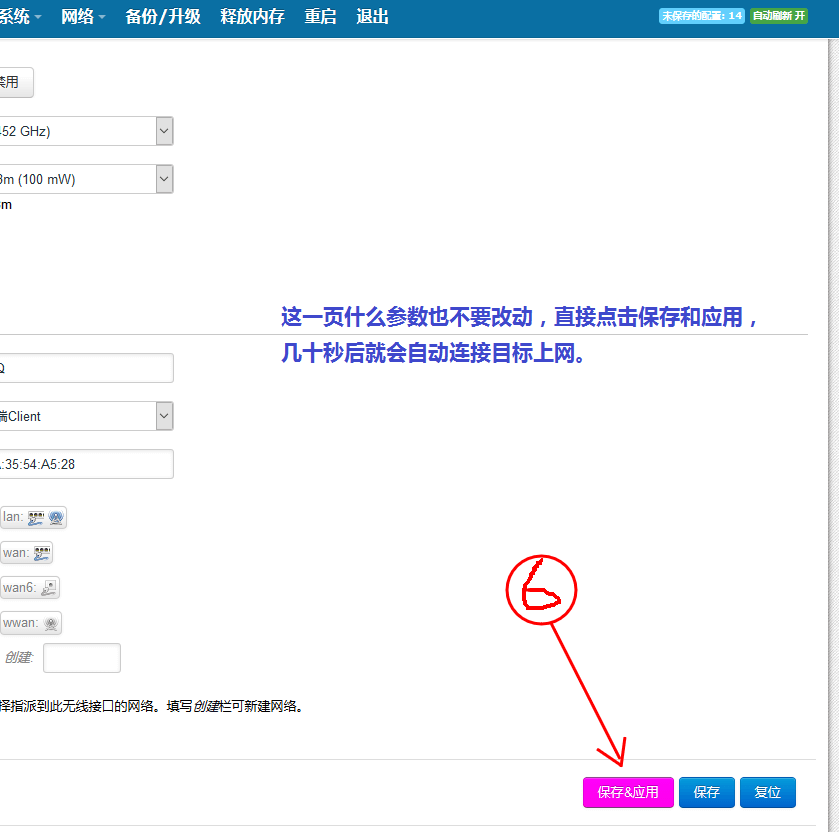 系统 网络 备份/升级 释放内存 重启 退出 未保存的配置: 14 自动刷新 开
禁用
452 GHz)
3m (100 mW)
m
这一页什么参数也不要改动，直接点击保存和应用，
几十秒后就会自动连接目标上网。
Q
端Client
:35:54:A5:28
lan:
wan:
wan6:
wwan:
创建:
择指派到此无线接口的网络。填写创建栏可新建网络。
6
保存&应用 保存 复位